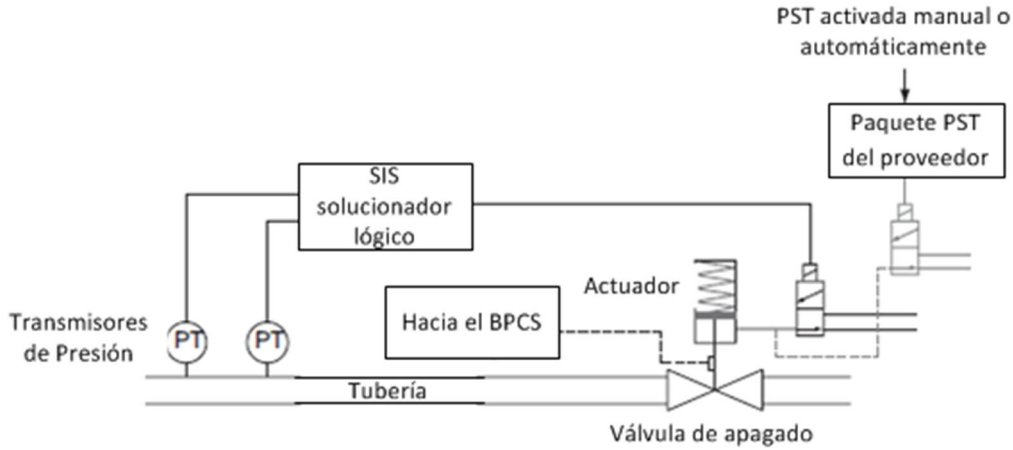 PST activada manual o
automáticamente
Paquete PST
del proveedor
SIS
solucionador
lógico
Actuador
Hacia el BPCS
Transmisores
de Presión
PT
PT
Tubería
Válvula de apagado